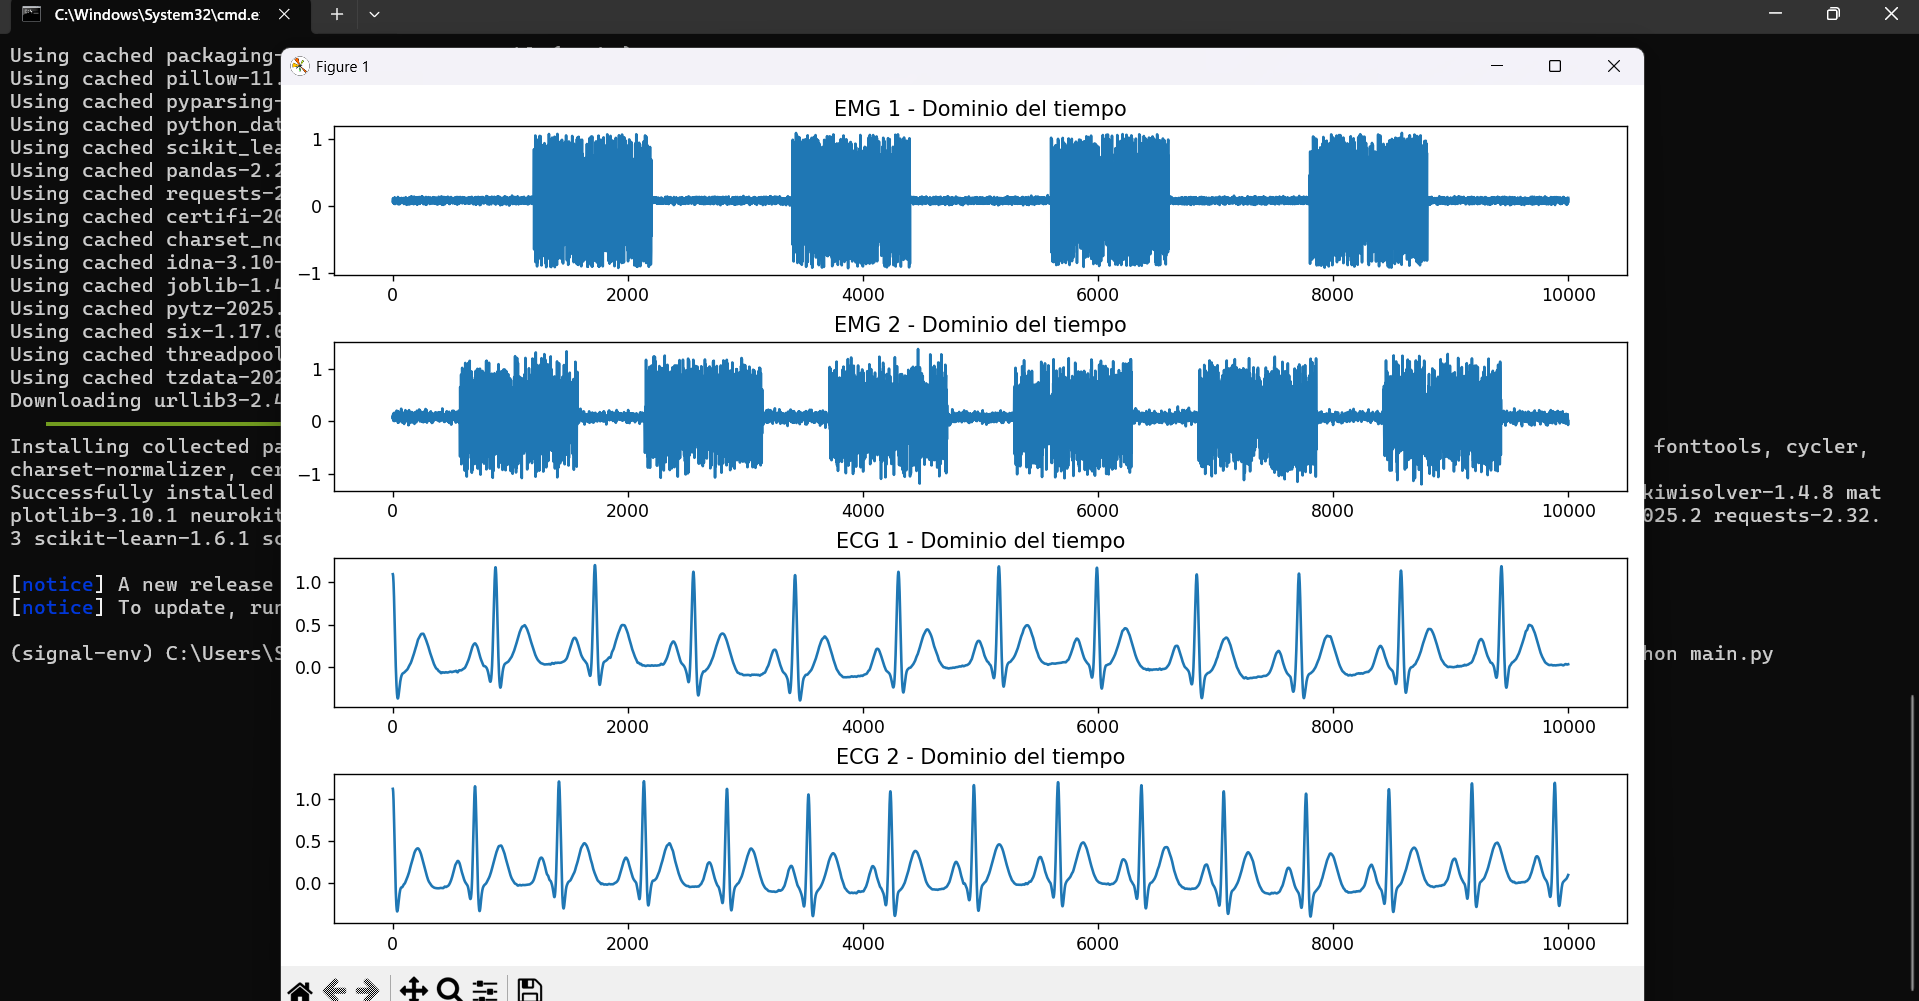 C:\Windows\System32\cmd.e
Using cached packaging-
Using cached pillow-11.
Using cached pyparsing-
Using cached python_dat
Using cached scikit_lea
Using cached pandas-2.2
Using cached requests-2
Using cached certifi-20
Using cached charset_no
Using cached idna-3.10-
Using cached joblib-1.4
Using cached pytz-2025.
Using cached six-1.17.0
Using cached threadpool
Using cached tzdata-202
Downloading urllib3-2.4
Installing collected pa fonttools, cycler,
charset-normalizer, cer
Successfully installed kiwisolver-1.4.8 mat
plotlib-3.10.1 neurokit 025.2 requests-2.32.
3 scikit-learn-1.6.1 sc
[notice] A new release
[notice] To update, run
(signal-env) C:\Users\S hon main.py
Figure 1
EMG 1 - Dominio del tiempo
1
0
−1
0 2000 4000 6000 8000 10000
EMG 2 - Dominio del tiempo
1
0
−1
0 2000 4000 6000 8000 10000
ECG 1 - Dominio del tiempo
1.0
0.5
0.0
0 2000 4000 6000 8000 10000
ECG 2 - Dominio del tiempo
1.0
0.5
0.0
0 2000 4000 6000 8000 10000